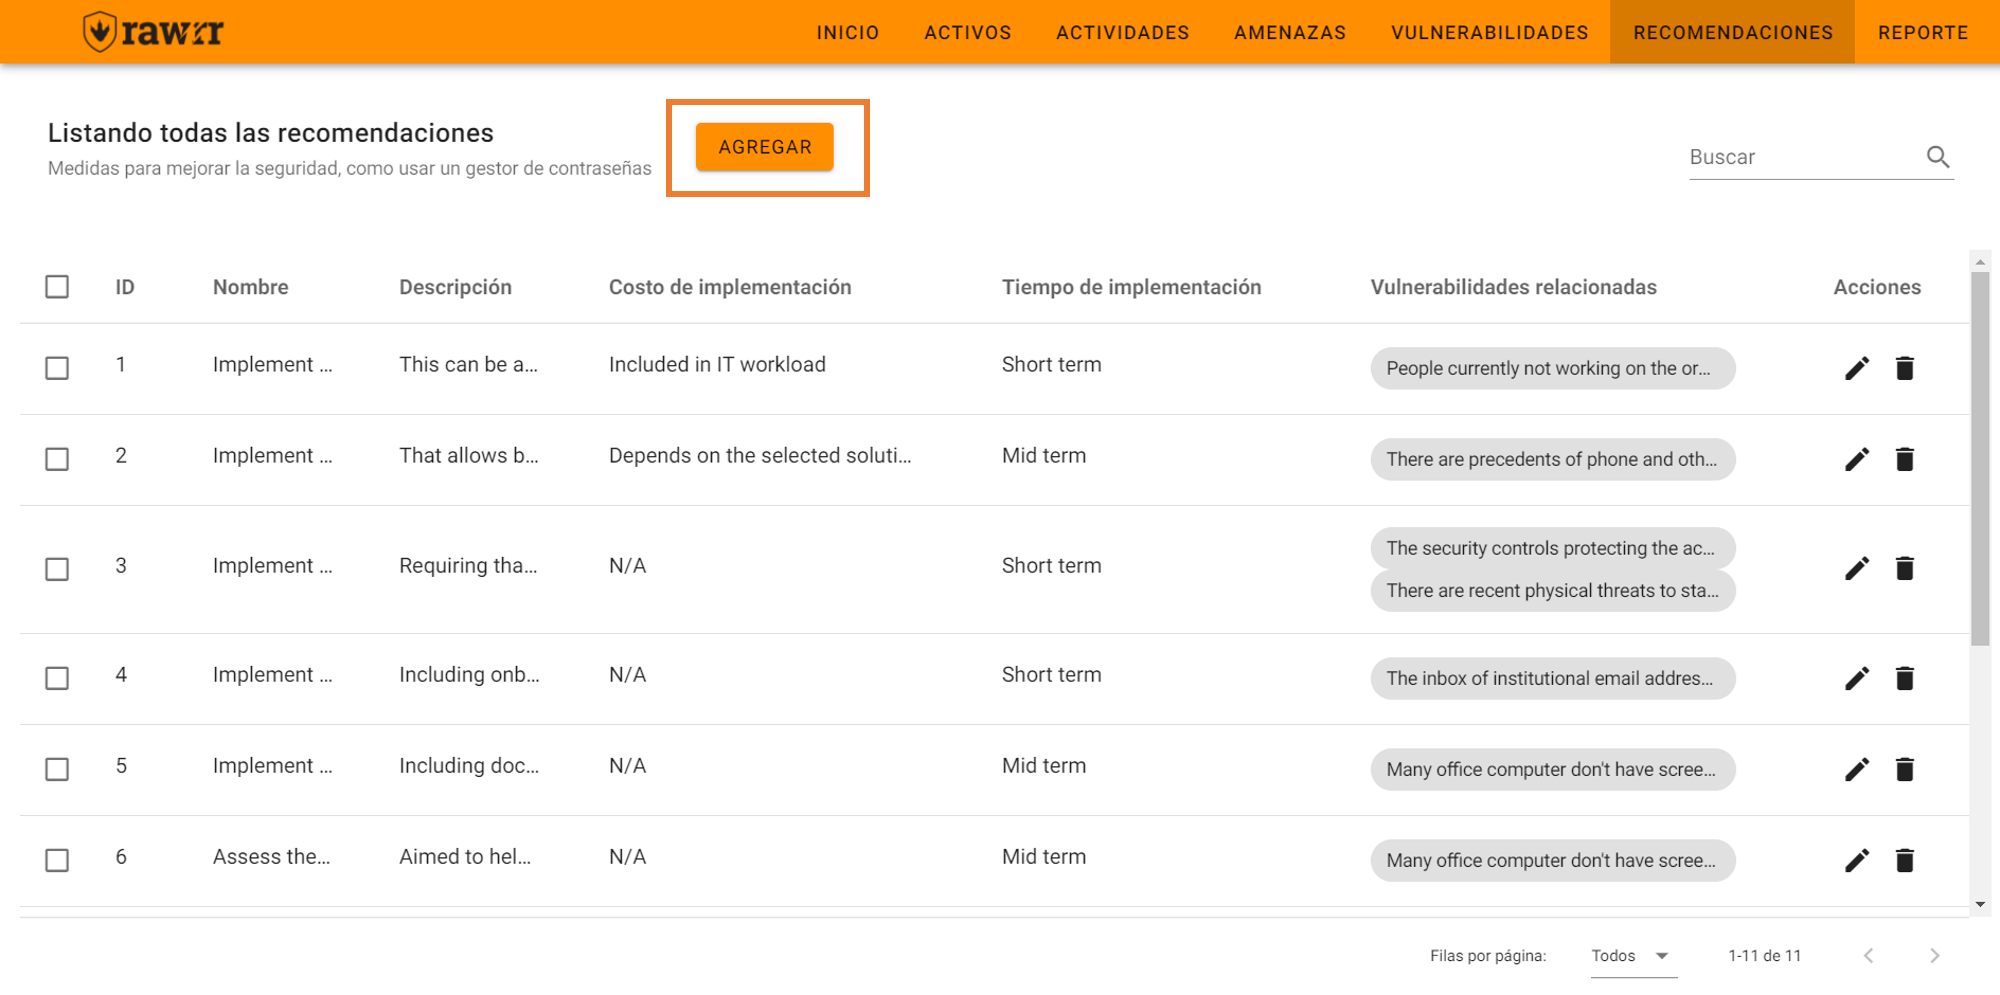 rawrr
INICIO ACTIVOS ACTIVIDADES AMENAZAS VULNERABILIDADES RECOMENDACIONES REPORTE
Listando todas las recomendaciones
Medidas para mejorar la seguridad, como usar un gestor de contraseñas
AGREGAR
Buscar
ID Nombre Descripción Costo de implementación Tiempo de implementación Vulnerabilidades relacionadas Acciones
1 Implement ... This can be a... Included in IT workload Short term People currently not working on the or...
2 Implement ... That allows b... Depends on the selected soluti... Mid term There are precedents of phone and oth...
3 Implement ... Requiring tha... N/A Short term The security controls protecting the ac...
There are recent physical threats to sta...
4 Implement ... Including onb... N/A Short term The inbox of institutional email addres...
5 Implement ... Including doc... N/A Mid term Many office computer don't have scree...
6 Assess the... Aimed to hel... N/A Mid term Many office computer don't have scree...
Filas por página: Todos 1-11 de 11